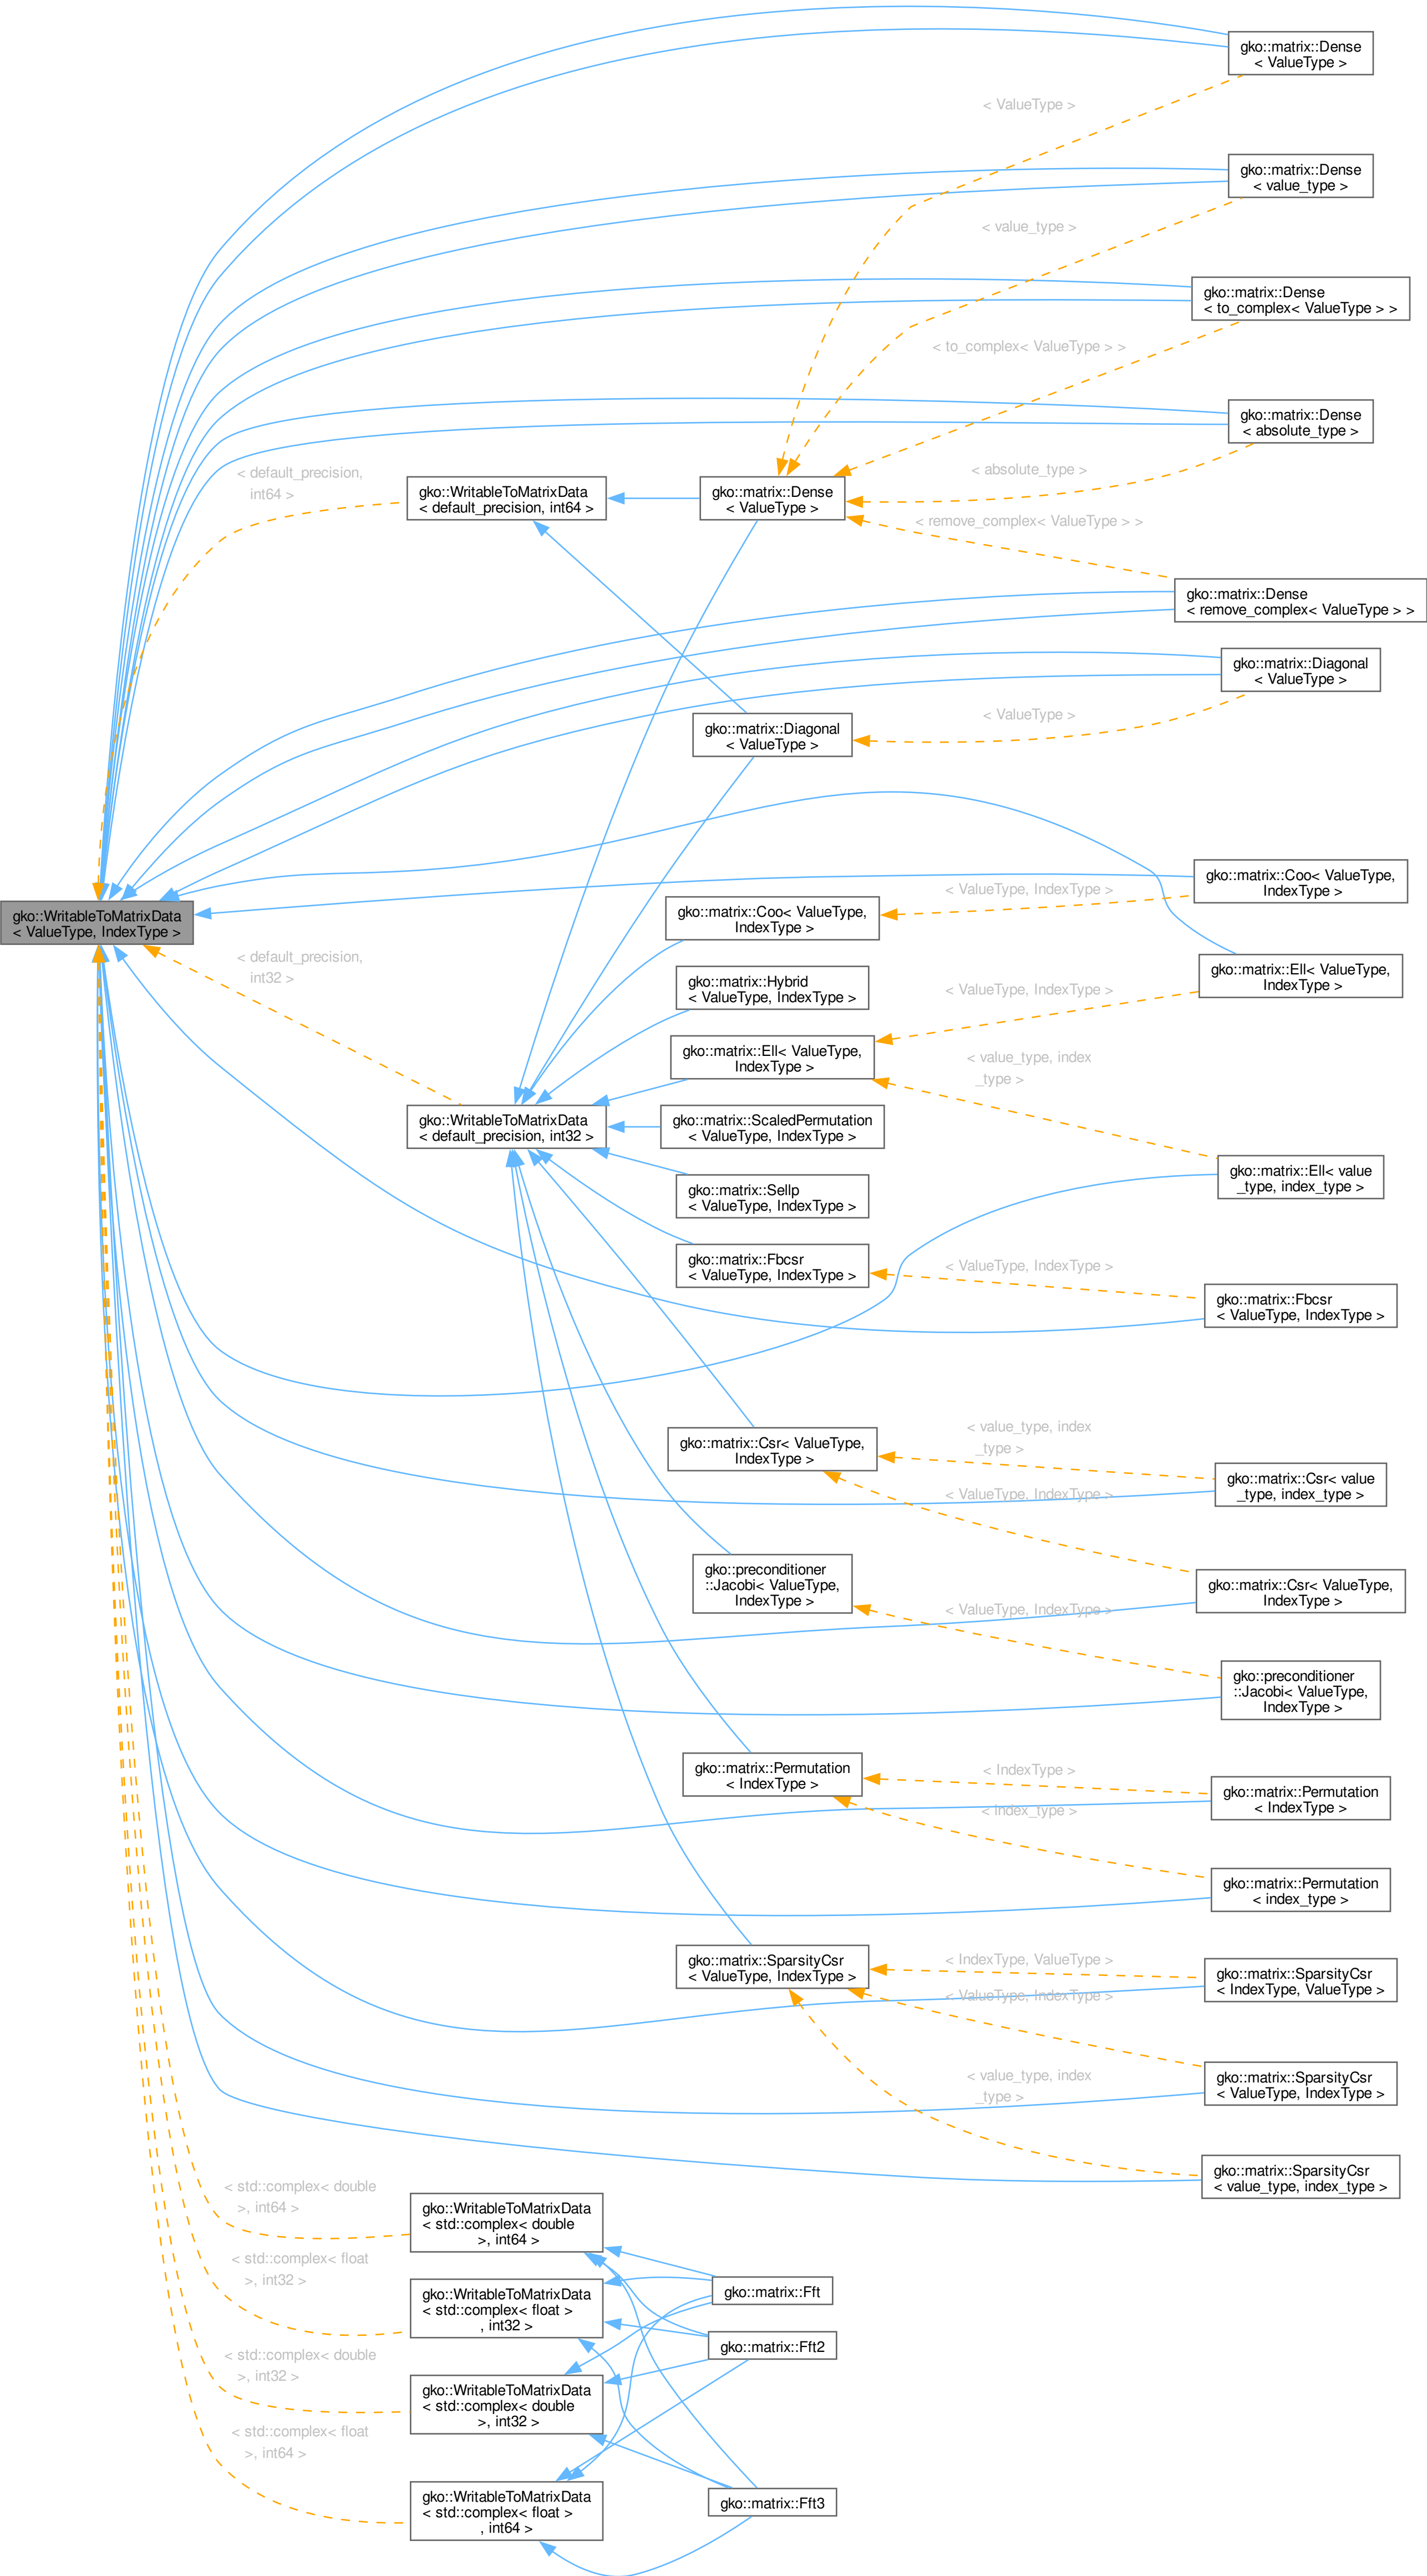 gko::matrix::Dense
< ValueType >
< ValueType >
gko::matrix::Dense
< value_type >
< value_type >
gko::matrix::Dense
< to_complex< ValueType > >
< to_complex< ValueType > >
gko::matrix::Dense
< absolute_type >
< default_precision,
int64 >
gko::WritableToMatrixData
< default_precision, int64 >
gko::matrix::Dense
< ValueType >
< absolute_type >
< remove_complex< ValueType > >
gko::matrix::Dense
< remove_complex< ValueType > >
gko::matrix::Diagonal
< ValueType >
gko::matrix::Diagonal
< ValueType >
< ValueType >
gko::matrix::Coo< ValueType,
IndexType >
gko::WritableToMatrixData
< ValueType, IndexType >
gko::matrix::Coo< ValueType,
IndexType >
< ValueType, IndexType >
gko::matrix::Ell< ValueType,
IndexType >
< default_precision,
int32 >
gko::matrix::Hybrid
< ValueType, IndexType >
< ValueType, IndexType >
gko::matrix::Ell< ValueType,
IndexType >
< value_type, index
_type >
gko::WritableToMatrixData
< default_precision, int32 >
gko::matrix::ScaledPermutation
< ValueType, IndexType >
gko::matrix::Ell< value
_type, index_type >
gko::matrix::Sellp
< ValueType, IndexType >
gko::matrix::Fbcsr
< ValueType, IndexType >
< ValueType, IndexType >
gko::matrix::Fbcsr
< ValueType, IndexType >
gko::matrix::Csr< ValueType,
IndexType >
< value_type, index
_type >
gko::matrix::Csr< value
_type, index_type >
< ValueType, IndexType >
gko::matrix::Csr< ValueType,
IndexType >
gko::preconditioner
::Jacobi< ValueType,
IndexType >
< ValueType, IndexType >
gko::preconditioner
::Jacobi< ValueType,
IndexType >
gko::matrix::Permutation
< IndexType >
< IndexType >
gko::matrix::Permutation
< IndexType >
< index_type >
gko::matrix::Permutation
< index_type >
gko::matrix::SparsityCsr
< ValueType, IndexType >
< IndexType, ValueType >
gko::matrix::SparsityCsr
< IndexType, ValueType >
< ValueType, IndexType >
gko::matrix::SparsityCsr
< ValueType, IndexType >
< value_type, index
_type >
gko::matrix::SparsityCsr
< value_type, index_type >
< std::complex< double
>, int64 >
gko::WritableToMatrixData
< std::complex< double
>, int64 >
< std::complex< float
>, int32 >
gko::WritableToMatrixData
< std::complex< float >
, int32 >
gko::matrix::Fft
gko::matrix::Fft2
< std::complex< double
>, int32 >
gko::WritableToMatrixData
< std::complex< double
>, int32 >
< std::complex< float
>, int64 >
gko::WritableToMatrixData
< std::complex< float >
, int64 >
gko::matrix::Fft3